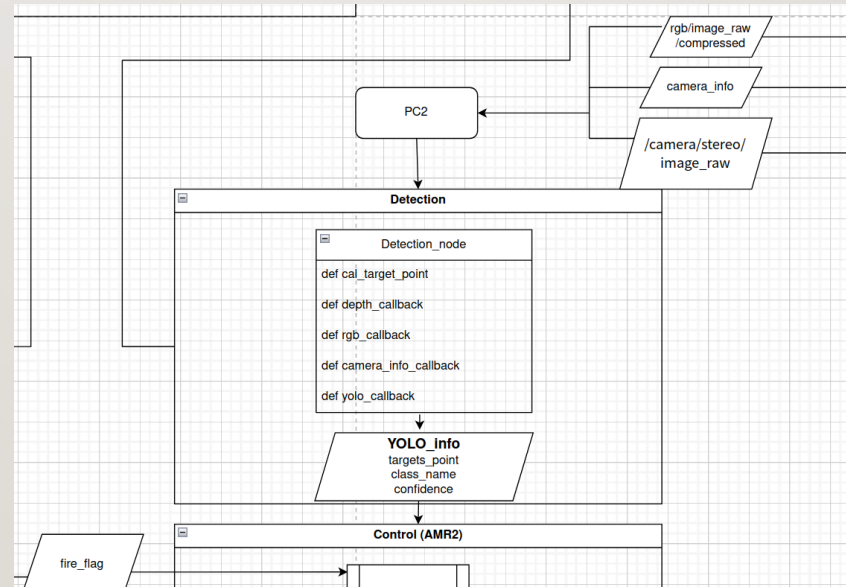 rgb/image_raw
/compressed
camera_info
PC2
/camera/stereo/
image_raw
Detection
Detection_node
def cal_target_point
def depth_callback
def rgb_callback
def camera_info_callback
def yolo_callback
YOLO_info
targets_point
class_name
confidence
Control (AMR2)
fire_flag